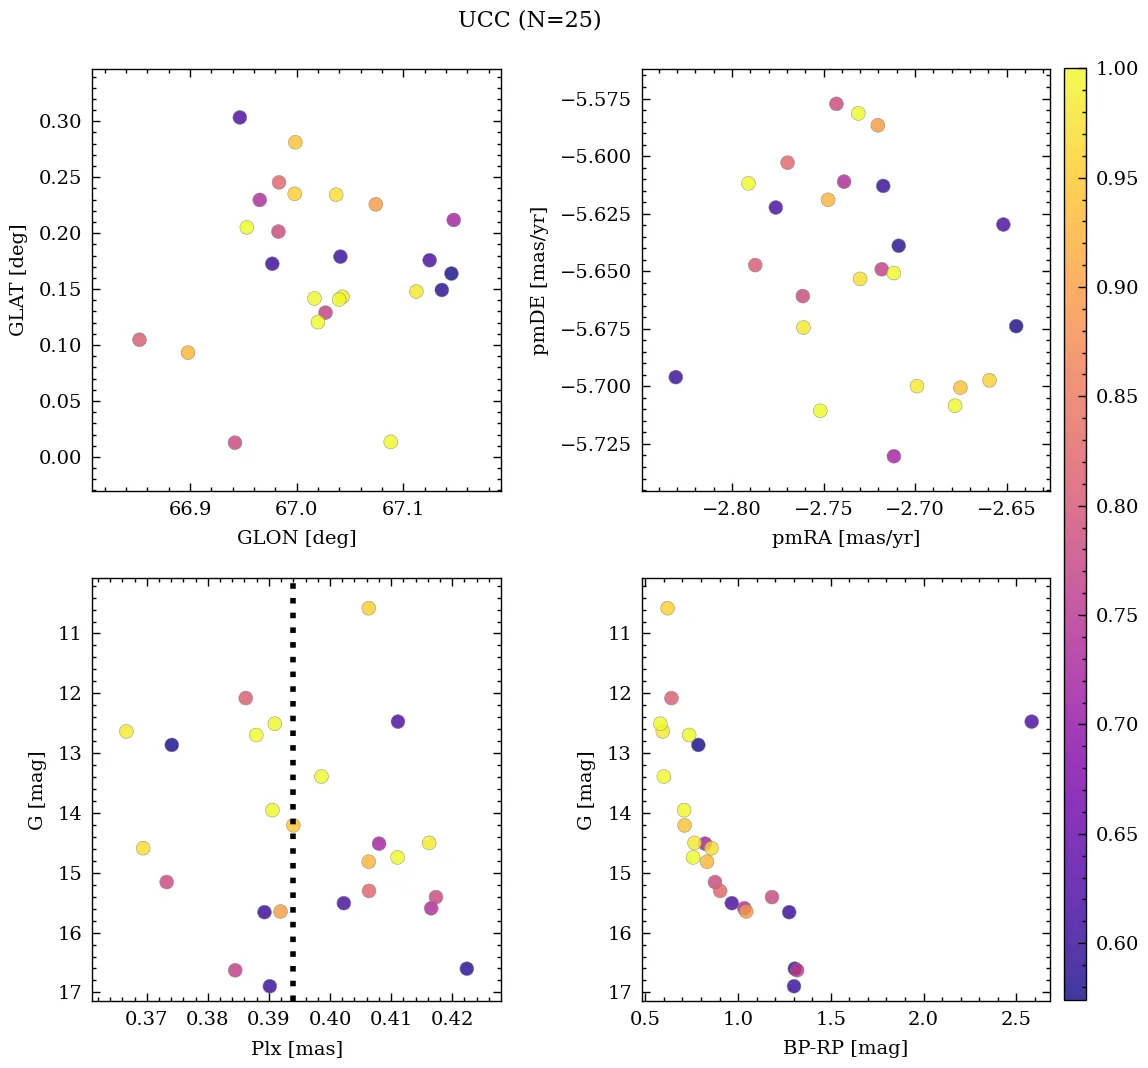 UCC (N=25)
0.30
0.25
0.20
0.15
0.10
0.05
0.00
GLAT [deg]
66.9 67.0 67.1
GLON [deg]
−5.575
−5.600
−5.625
−5.650
−5.675
−5.700
−5.725
pmDE [mas/yr]
−2.80 −2.75 −2.70 −2.65
pmRA [mas/yr]
11
12
13
14
15
16
17
G [mag]
0.37 0.38 0.39 0.40 0.41 0.42
Plx [mas]
11
12
13
14
15
16
17
G [mag]
0.5 1.0 1.5 2.0 2.5
BP-RP [mag]
1.00
0.95
0.90
0.85
0.80
0.75
0.70
0.65
0.60